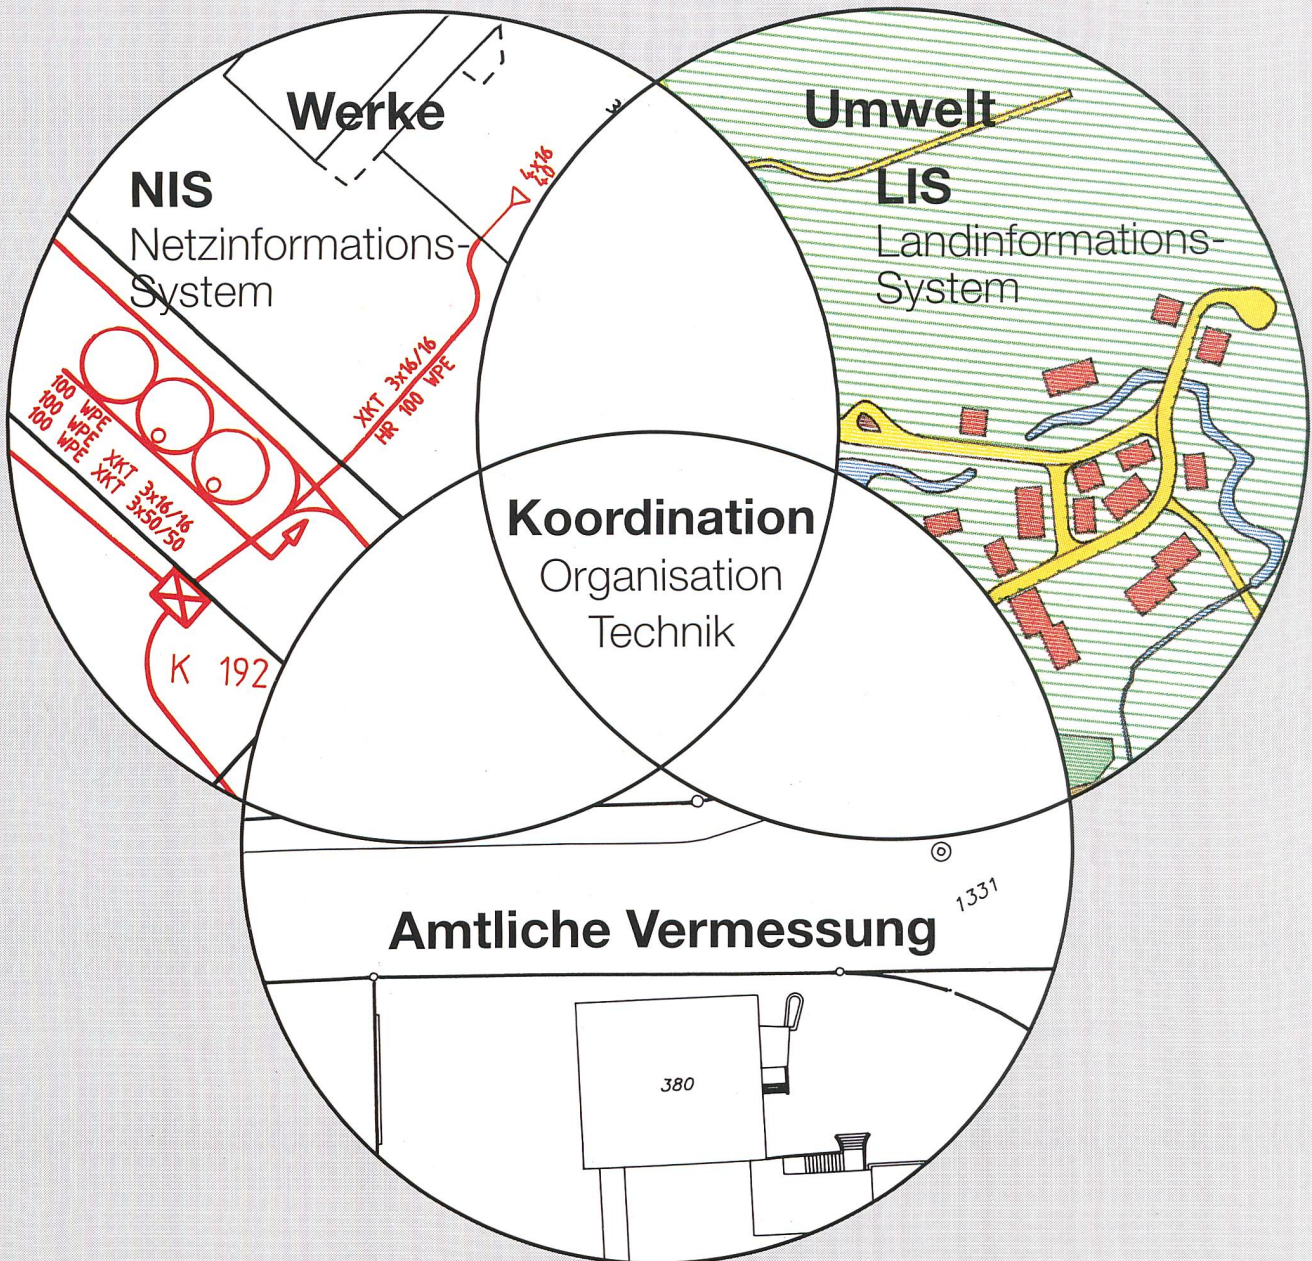 Werke
NIS
Netzinformations-
System
4x16
XKT 3x16/16
HR 100 WPE
100 WPE
100 WPE XKT 3x16/16
100 WPE XKT 3x50/50
K 192
Umwelt
LIS
Landinformations-
System
Koordination
Organisation
Technik
Amtliche Vermessung
1331
380